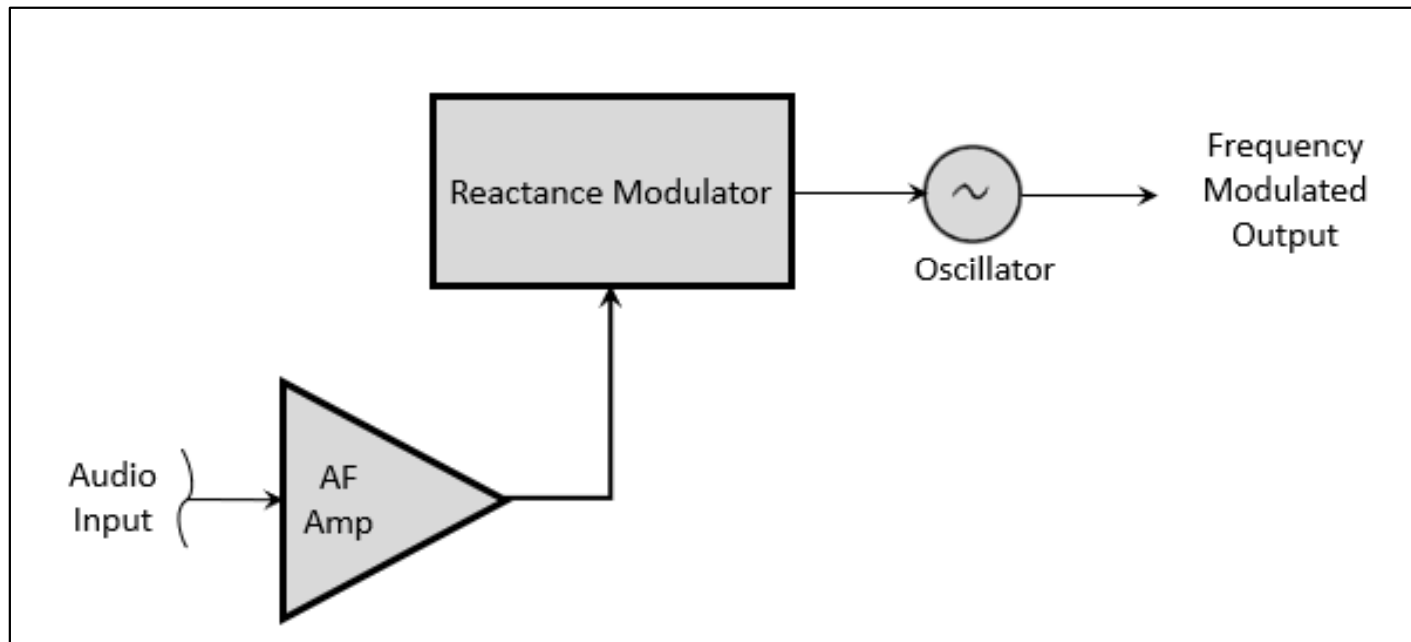 Reactance Modulator
Oscillator
Frequency
Modulated
Output
Audio
Input
AF
Amp